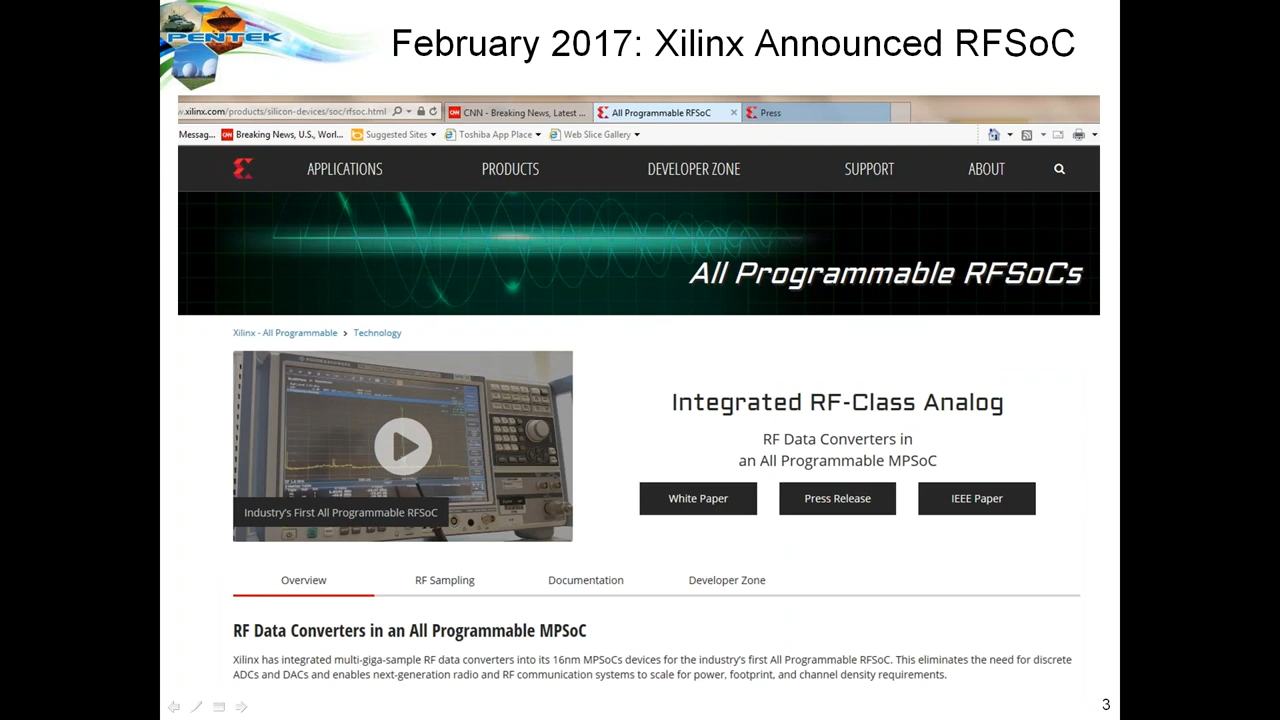 PENTEK
February 2017: Xilinx Announced RFSoC
.xilinx.com/products/silicon-devices/soc/rfsoc.html
CNN - Breaking News, Latest ...
All Programmable RFSoC
Press
Messag...
Breaking News, U.S., Worl...
Suggested Sites
Toshiba App Place
Web Slice Gallery
APPLICATIONS
PRODUCTS
DEVELOPER ZONE
SUPPORT
ABOUT
All Programmable RFSoCs
Xilinx - All Programmable > Technology
Integrated RF-Class Analog
RF Data Converters in
an All Programmable MPSoC
White Paper
Press Release
IEEE Paper
Industry's First All Programmable RFSoC
Overview
RF Sampling
Documentation
Developer Zone
RF Data Converters in an All Programmable MPSoC
Xilinx has integrated multi-giga-sample RF data converters into its 16nm MPSoCs devices for the industry's first All Programmable RFSoC. This eliminates the need for discrete
ADCs and DACs and enables next-generation radio and RF communication systems to scale for power, footprint, and channel density requirements.
3